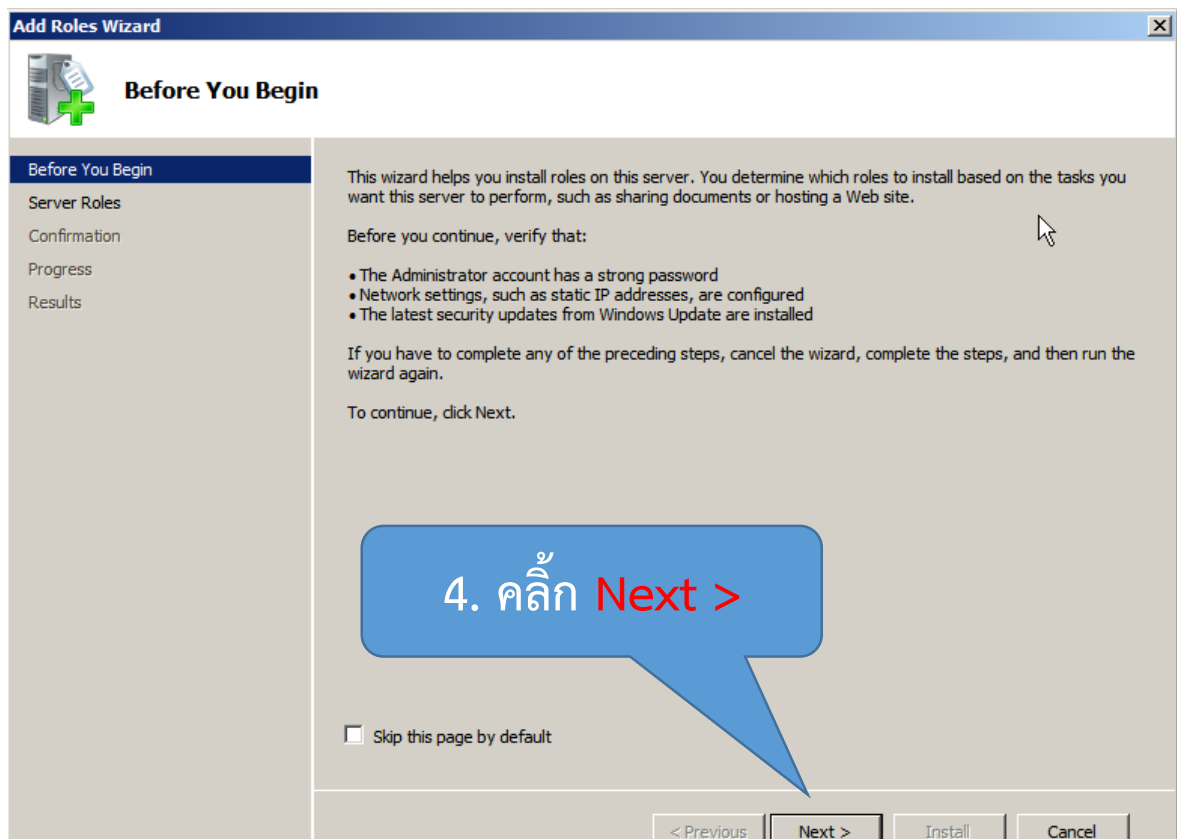 Add Roles Wizard
Before You Begin
Before You Begin
Server Roles
Confirmation
Progress
Results
This wizard helps you install roles on this server. You determine which roles to install based on the tasks you
want this server to perform, such as sharing documents or hosting a Web site.
Before you continue, verify that:
• The Administrator account has a strong password
• Network settings, such as static IP addresses, are configured
• The latest security updates from Windows Update are installed
If you have to complete any of the preceding steps, cancel the wizard, complete the steps, and then run the
wizard again.
To continue, click Next.
4. คลิ้ก Next >
Skip this page by default
< Previous Next > Install Cancel